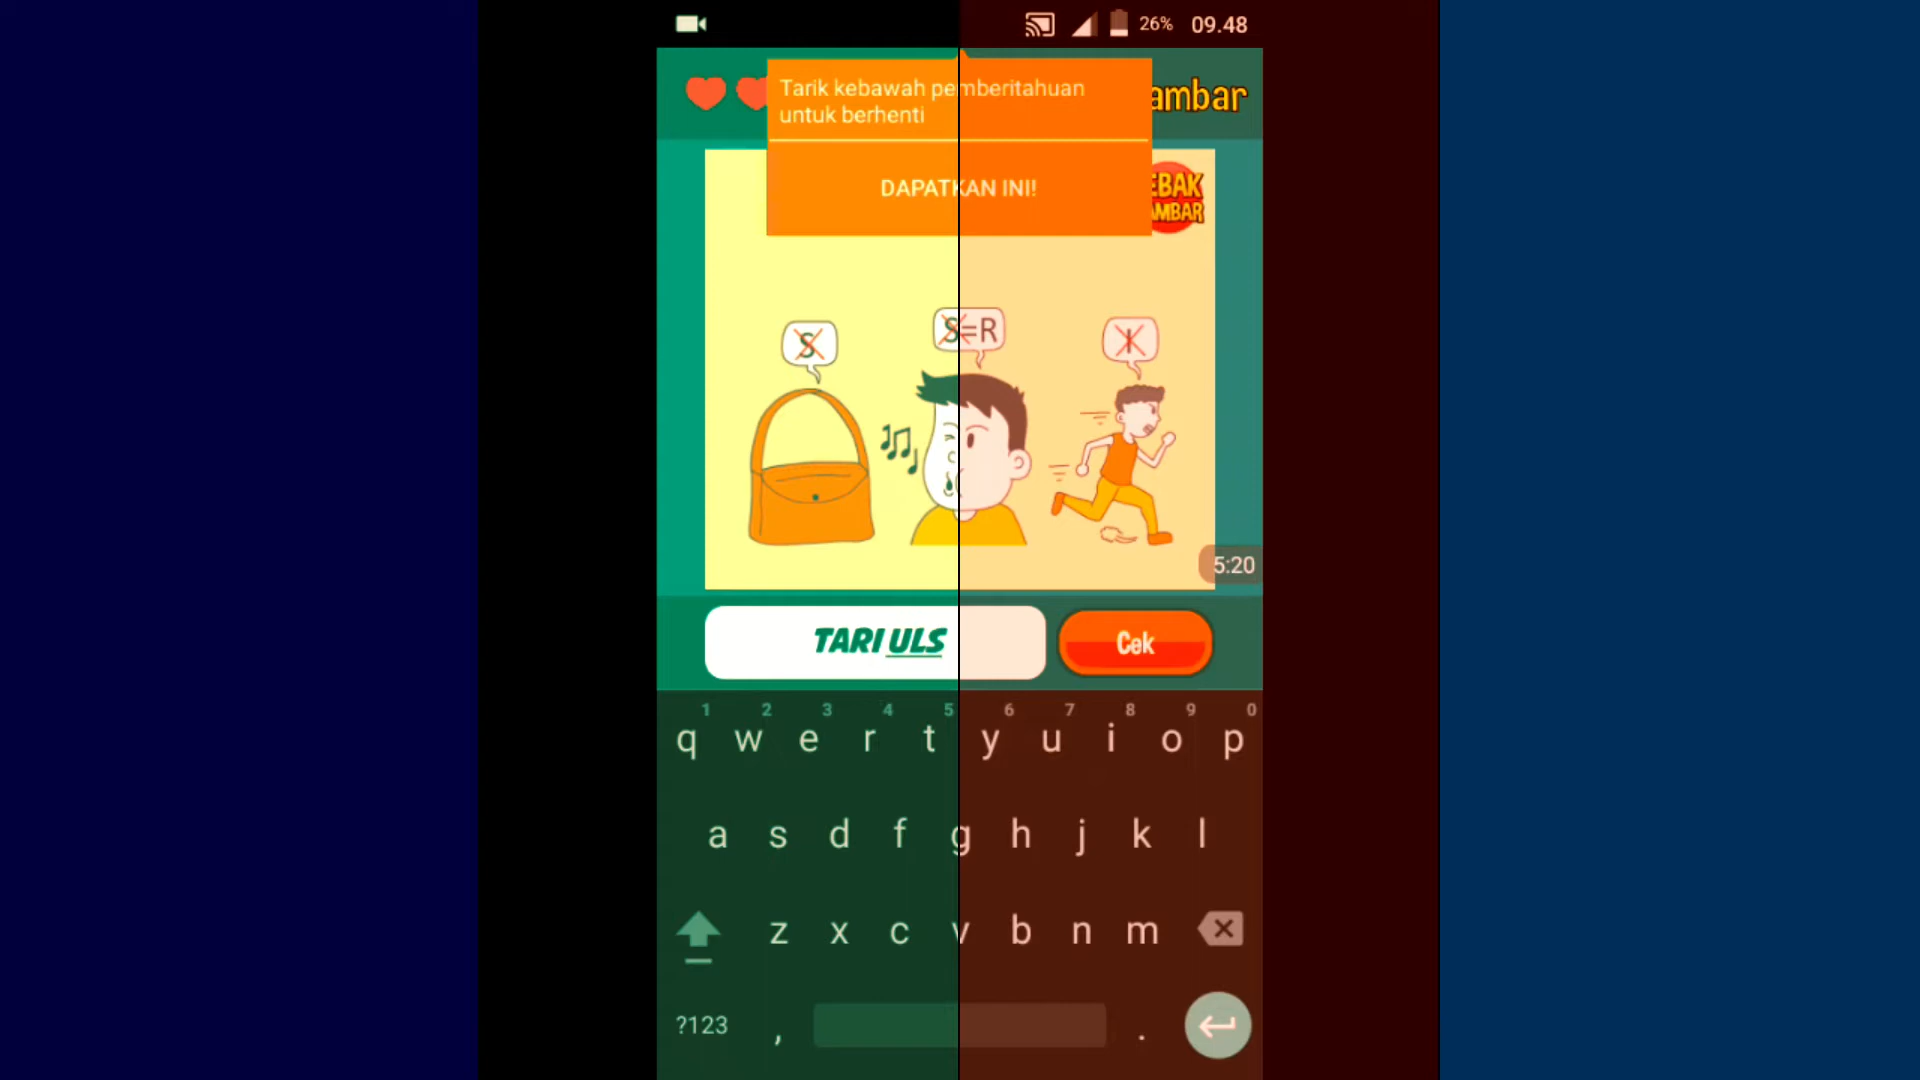 26% 09.48
Tarik kebawah pemberitahuan
untuk berhenti
ambar
DAPATKAN INI!
EBAK
AMBAR
S
S=R
I
5:20
TARI ULS
Cek
1 2 3 4 5 6 7 8 9 0
q w e r t y u i o p
a s d f g h j k l
z x c v b n m
?123 , .